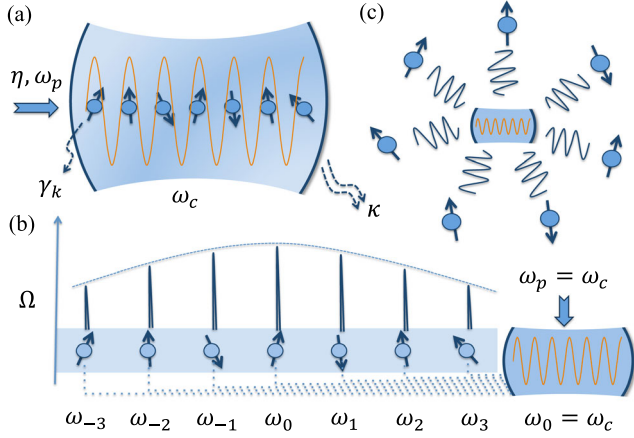 (a)
η, ω_p
γ_k
ω_c
κ
(c)
(b)
Ω
ω_p = ω_c
ω_{-3} ω_{-2} ω_{-1} ω_0 ω_1 ω_2 ω_3 ω_0 = ω_c